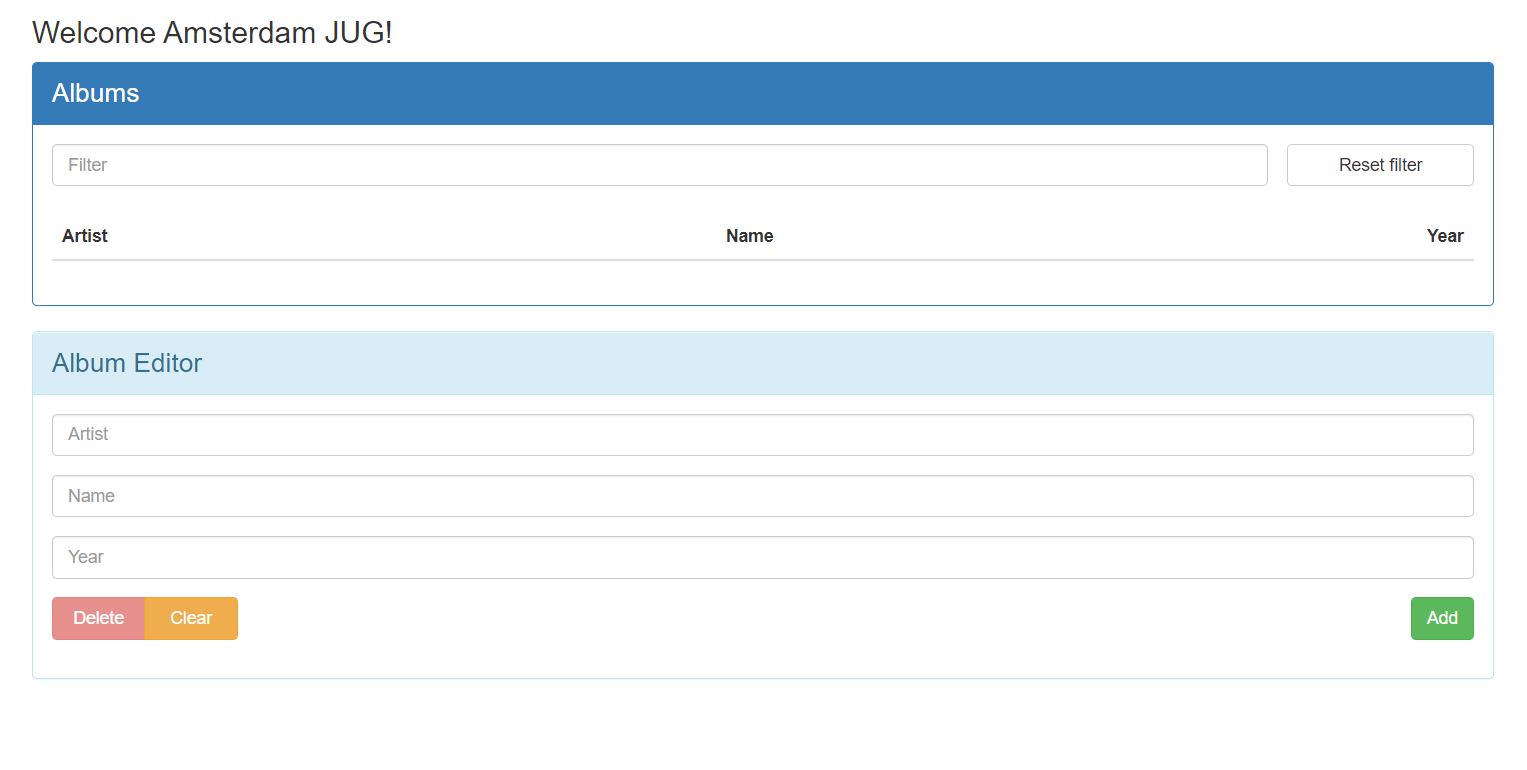 Welcome Amsterdam JUG!
Albums
Filter Reset filter
Artist Name Year
Album Editor
Artist
Name
Year
Delete Clear Add